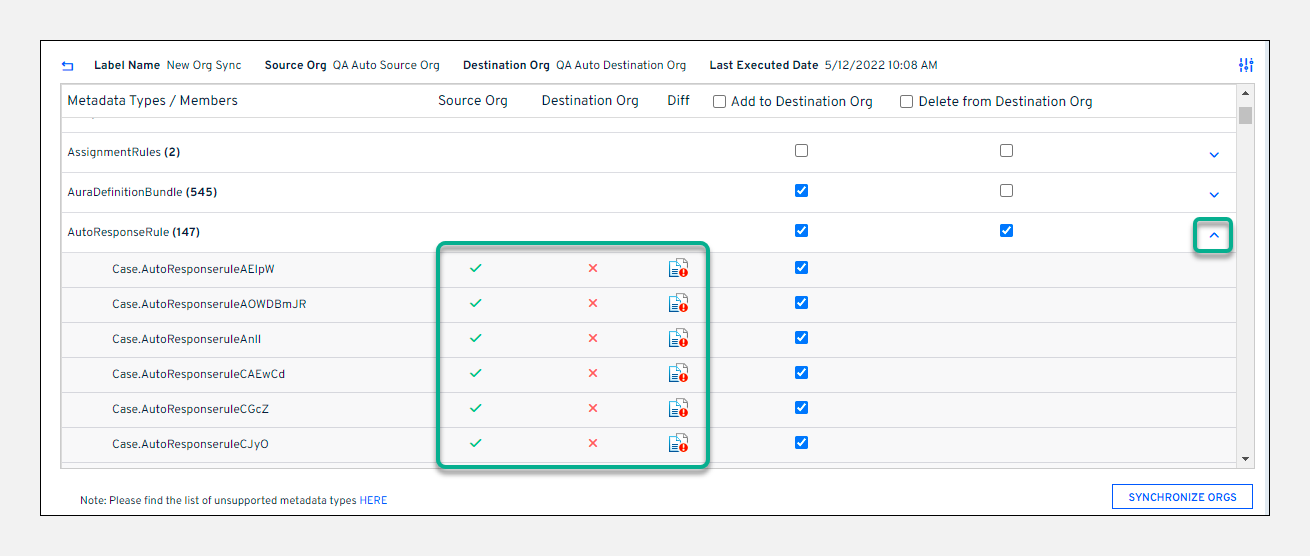 Label Name New Org Sync Source Org QA Auto Source Org Destination Org QA Auto Destination Org Last Executed Date 5/12/2022 10:08 AM
Metadata Types / Members Source Org Destination Org Diff Add to Destination Org Delete from Destination Org
AssignmentRules (2)
AuraDefinitionBundle (545)
AutoResponseRule (147)
Case.AutoResponseruleAEIpW
Case.AutoResponseruleAOWDBmJR
Case.AutoResponseruleAnIl
Case.AutoResponseruleCAEwCd
Case.AutoResponseruleCGcZ
Case.AutoResponseruleCJyO
Note: Please find the list of unsupported metadata types HERE
SYNCHRONIZE ORGS